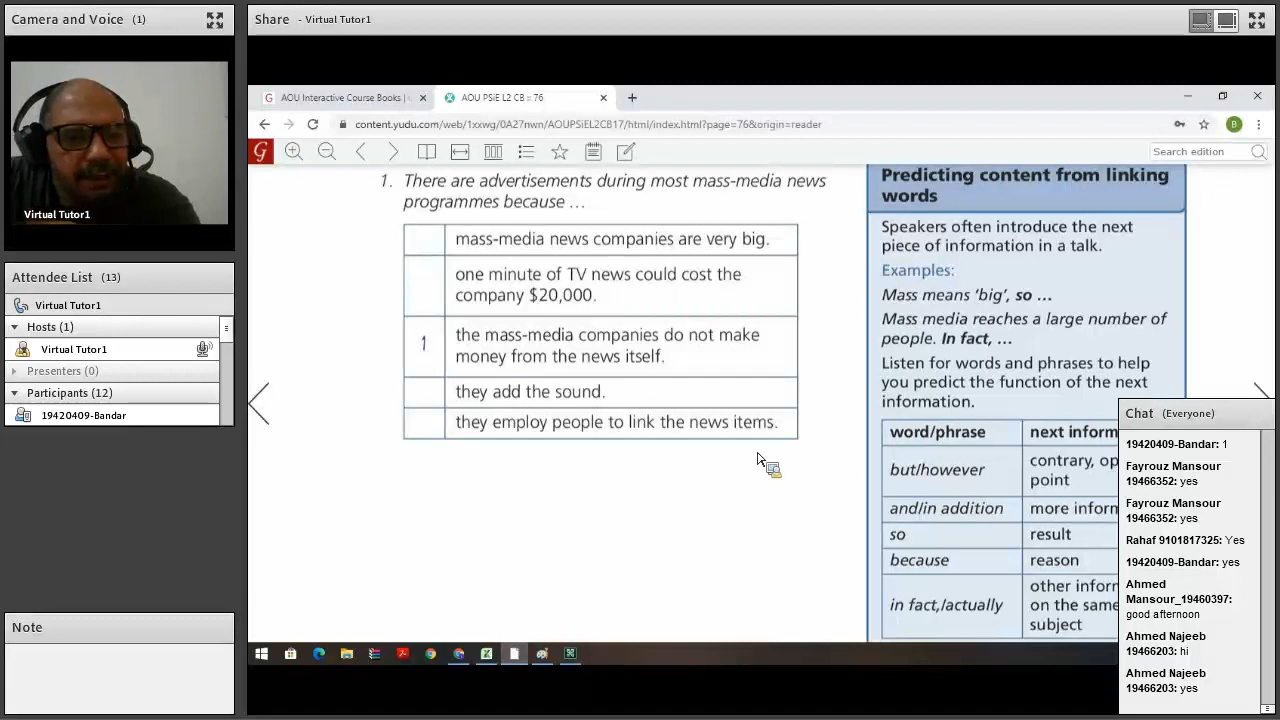 Camera and Voice (1)
Share - Virtual Tutor1
Virtual Tutor1
Attendee List (13)
Virtual Tutor1
Hosts (1)
Virtual Tutor1
Presenters (0)
Participants (12)
19420409-Bandar
Note
AOU Interactive Course Books |
AOU PSiE L2 CB = 76
content.yudu.com/web/1xxwg/0A27nwn/AOUPSiEL2CB17/html/index.html?page=76&origin=reader
B
g
Search edition
1. There are advertisements during most mass-media news
programmes because ...
mass-media news companies are very big.
one minute of TV news could cost the
company $20,000.
1 the mass-media companies do not make
money from the news itself.
they add the sound.
they employ people to link the news items.
Predicting content from linking
words
Speakers often introduce the next
piece of information in a talk.
Examples:
Mass means 'big', so ...
Mass media reaches a large number of
people. In fact, ...
Listen for words and phrases to help
you predict the function of the next
information.
word/phrase next inform
but/however contrary, op
point
and/in addition more inform
so result
because reason
in fact,/actually other inform
on the same
subject
Chat (Everyone)
19420409-Bandar: 1
Fayrouz Mansour
19466352: yes
Fayrouz Mansour
19466352: yes
Rahaf 9101817325: Yes
19420409-Bandar: yes
Ahmed
Mansour_19460397:
good afternoon
Ahmed Najeeb
19466203: hi
Ahmed Najeeb
19466203: yes